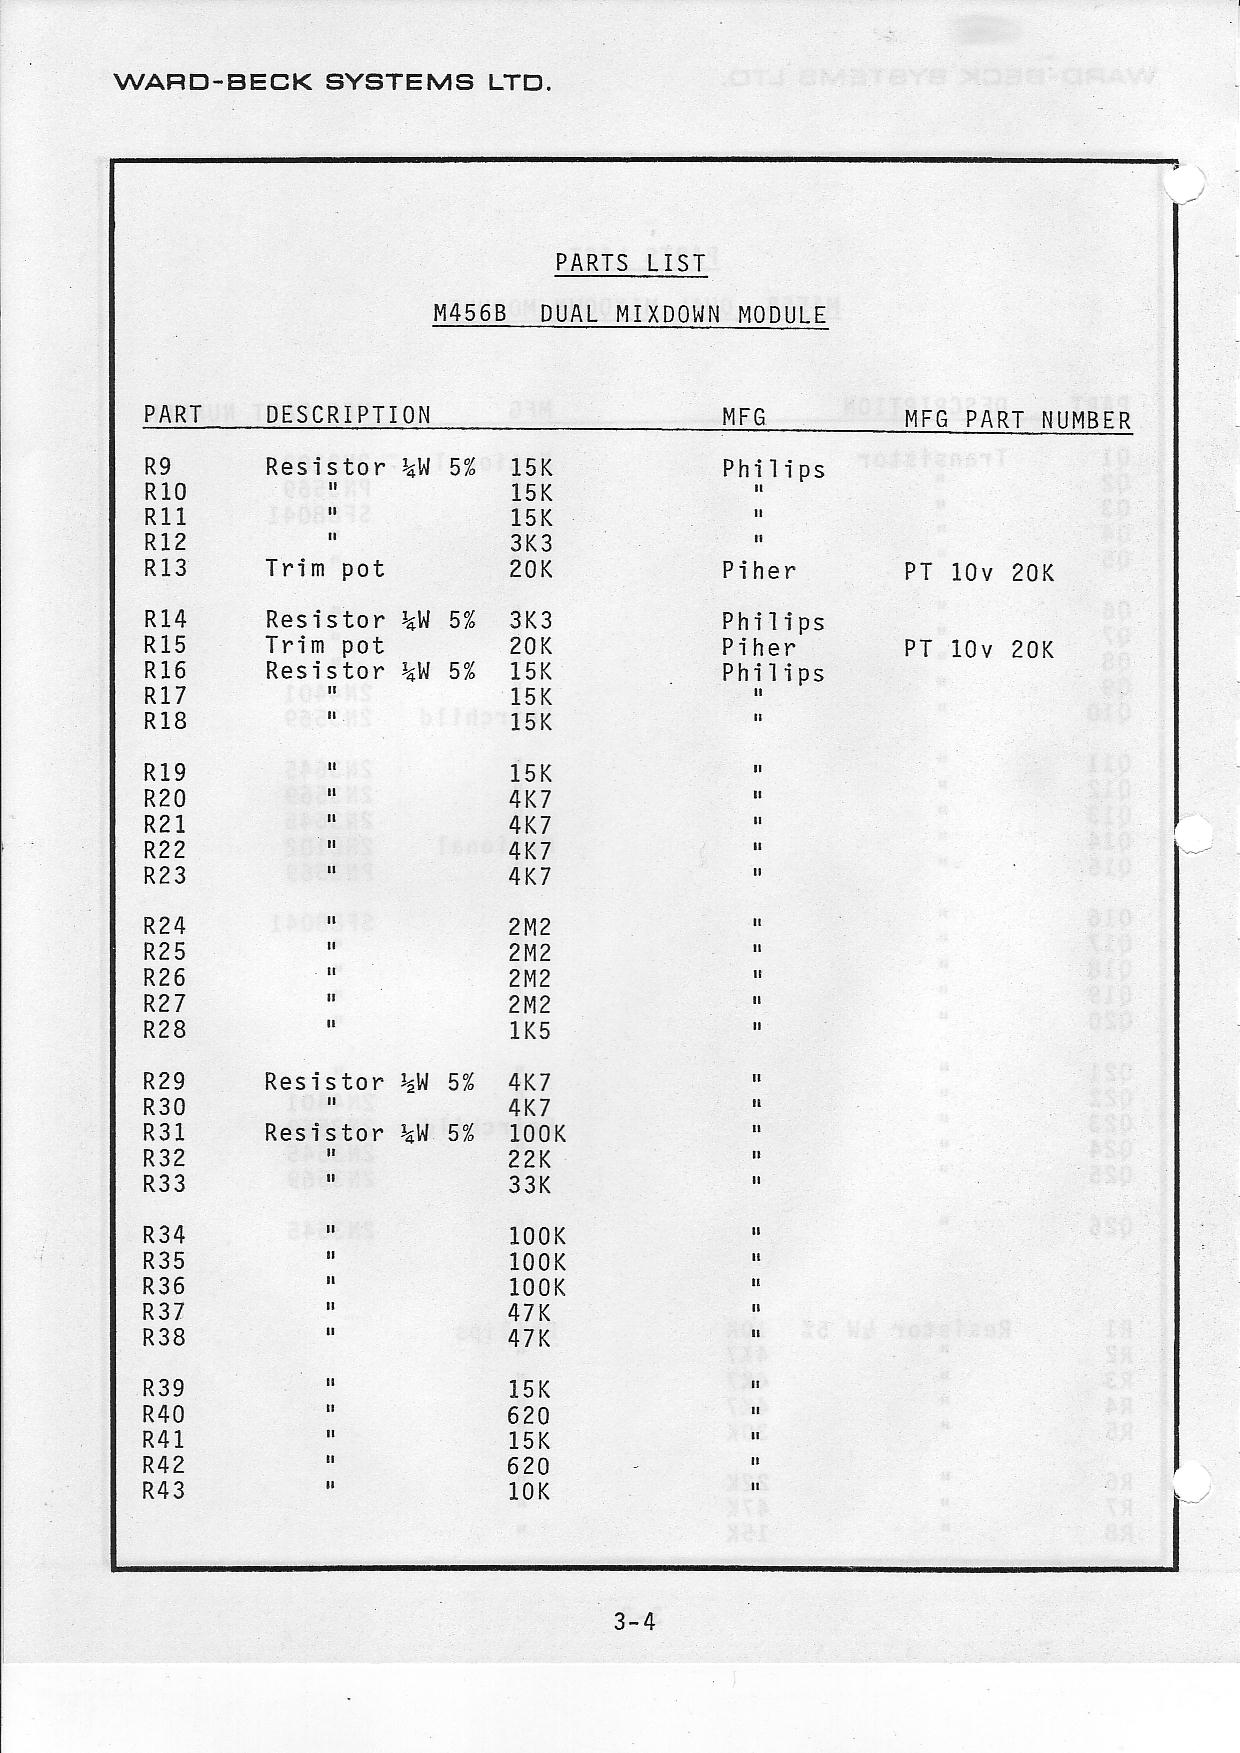 WARD-BECK SYSTEMS LTD.
PARTS LIST
M456B DUAL MIXDOWN MODULE
PART DESCRIPTION MFG MFG PART NUMBER
R9 Resistor ¼W 5% 15K Philips
R10 " 15K "
R11 " 15K "
R12 " 3K3 "
R13 Trim pot 20K Piher PT 10v 20K
R14 Resistor ¼W 5% 3K3 Philips
R15 Trim pot 20K Piher PT 10v 20K
R16 Resistor ¼W 5% 15K Philips
R17 " 15K "
R18 " 15K "
R19 " 15K "
R20 " 4K7 "
R21 " 4K7 "
R22 " 4K7 "
R23 " 4K7 "
R24 " 2M2 "
R25 " 2M2 "
R26 " 2M2 "
R27 " 2M2 "
R28 " 1K5 "
R29 Resistor ½W 5% 4K7 "
R30 " 4K7 "
R31 Resistor ¼W 5% 100K "
R32 " 22K "
R33 " 33K "
R34 " 100K "
R35 " 100K "
R36 " 100K "
R37 " 47K "
R38 " 47K "
R39 " 15K "
R40 " 620 "
R41 " 15K "
R42 " 620 "
R43 " 10K "
3-4